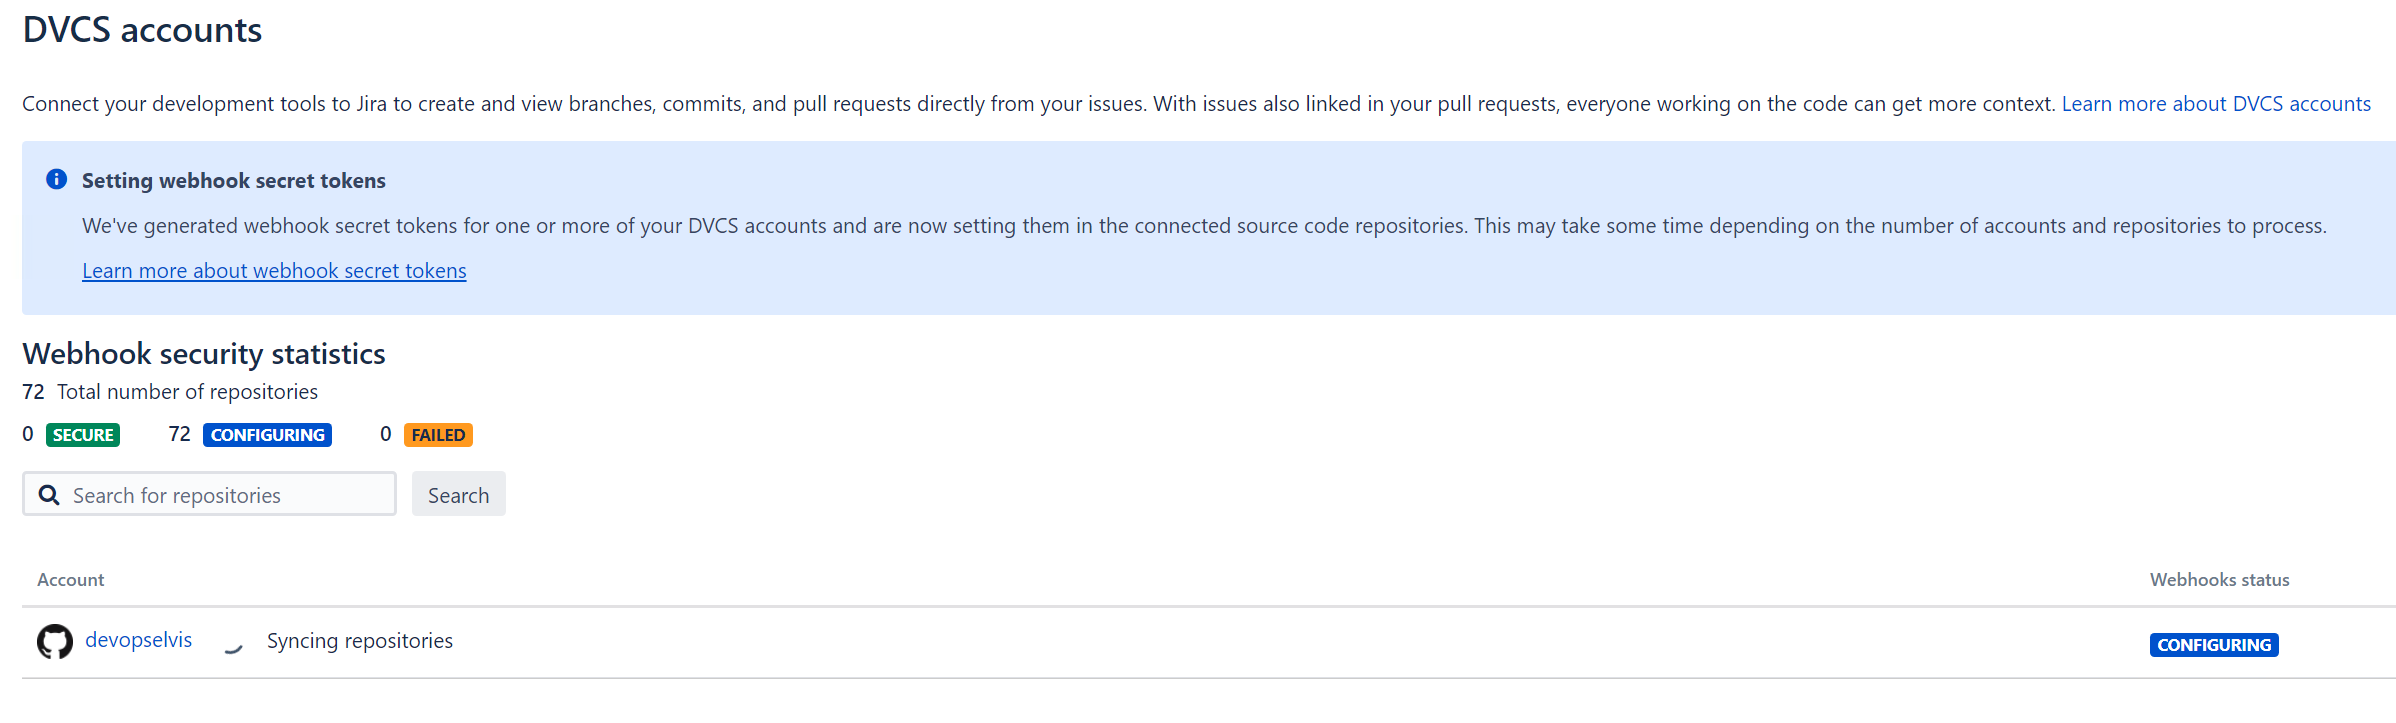 DVCS accounts
Connect your development tools to Jira to create and view branches, commits, and pull requests directly from your issues. With issues also linked in your pull requests, everyone working on the code can get more context. Learn more about DVCS accounts
Setting webhook secret tokens
We've generated webhook secret tokens for one or more of your DVCS accounts and are now setting them in the connected source code repositories. This may take some time depending on the number of accounts and repositories to process.
Learn more about webhook secret tokens
Webhook security statistics
72 Total number of repositories
0 SECURE 72 CONFIGURING 0 FAILED
Search for repositories Search
Account Webhooks status
devopselvis Syncing repositories CONFIGURING